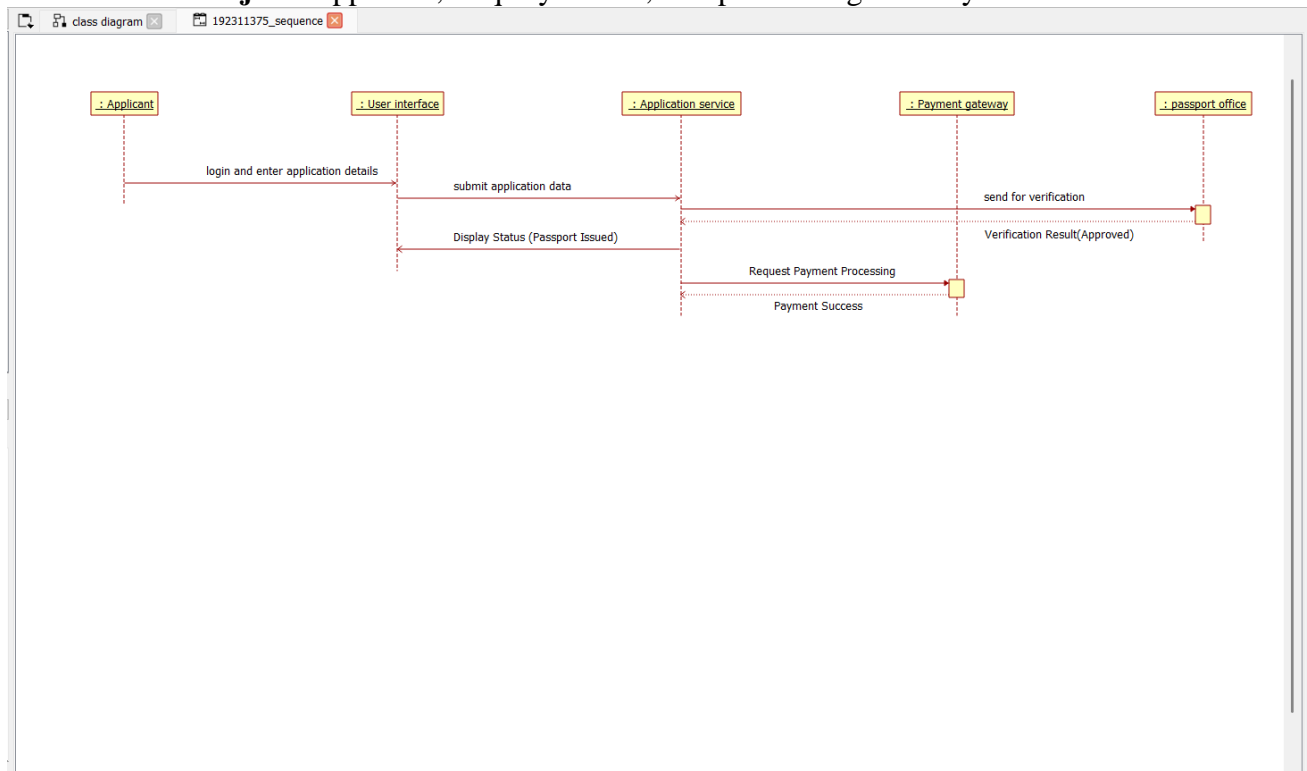 class diagram
192311375_sequence
: Applicant
: User interface
: Application service
: Payment gateway
: passport office
login and enter application details
submit application data
send for verification
Verification Result(Approved)
Display Status (Passport Issued)
Request Payment Processing
Payment Success